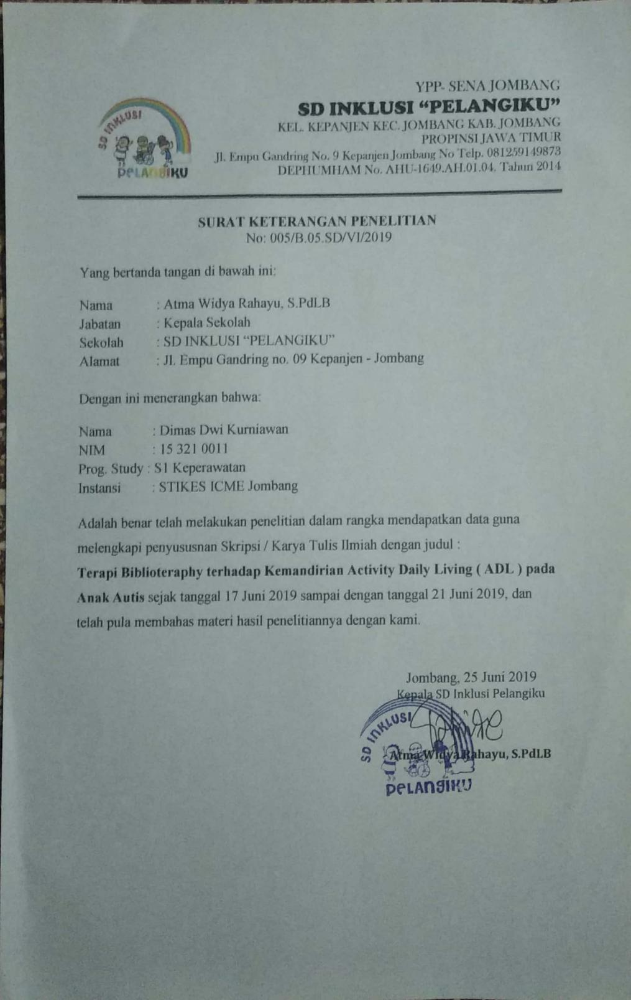 SD INKLUSI
PELANGIKU
YPP- SENA JOMBANG
SD INKLUSI “PELANGIKU”
KEL. KEPANJEN KEC. JOMBANG KAB. JOMBANG
PROPINSI JAWA TIMUR
Jl. Empu Gandring No. 9 Kepanjen Jombang No Telp. 081259149873
DEPHUMHAM No. AHU-1649.AH.01.04. Tahun 2014
SURAT KETERANGAN PENELITIAN
No: 005/B.05.SD/VI/2019
Yang bertanda tangan di bawah ini:
Nama : Atma Widya Rahayu, S.PdLB
Jabatan : Kepala Sekolah
Sekolah : SD INKLUSI “PELANGIKU”
Alamat : Jl. Empu Gandring no. 09 Kepanjen - Jombang
Dengan ini menerangkan bahwa:
Nama : Dimas Dwi Kurniawan
NIM : 15 321 0011
Prog. Study : S1 Keperawatan
Instansi : STIKES ICME Jombang
Adalah benar telah melakukan penelitian dalam rangka mendapatkan data guna
melengkapi penyususnan Skripsi / Karya Tulis Ilmiah dengan judul :
Terapi Biblioteraphy terhadap Kemandirian Activity Daily Living ( ADL ) pada
Anak Autis sejak tanggal 17 Juni 2019 sampai dengan tanggal 21 Juni 2019, dan
telah pula membahas materi hasil penelitiannya dengan kami.
Jombang, 25 Juni 2019
Kepala SD Inklusi Pelangiku
SD INKLUSI
Atma Widya Rahayu, S.PdLB
PELANGIKU